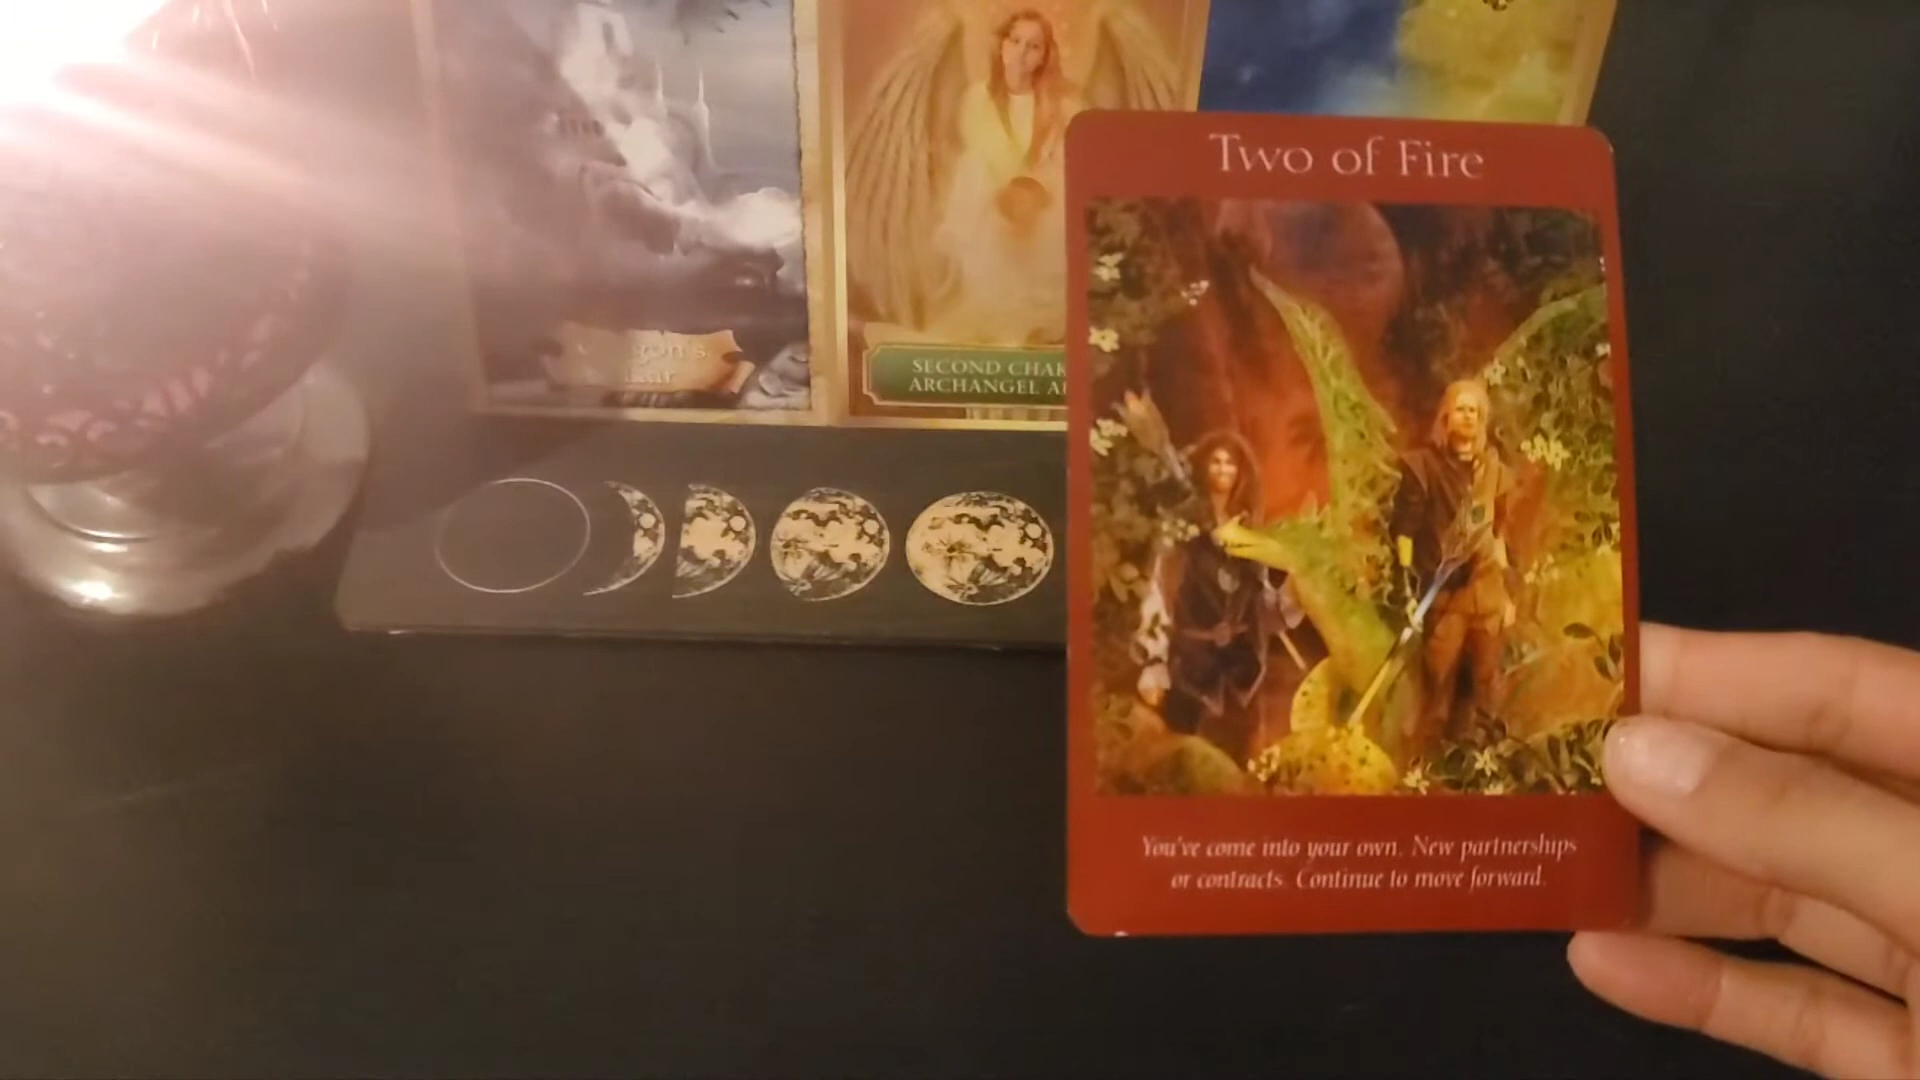 Two of Fire
SECOND CHAK
ARCHANGEL A
You've come into your own. New partnerships
or contracts. Continue to move forward.